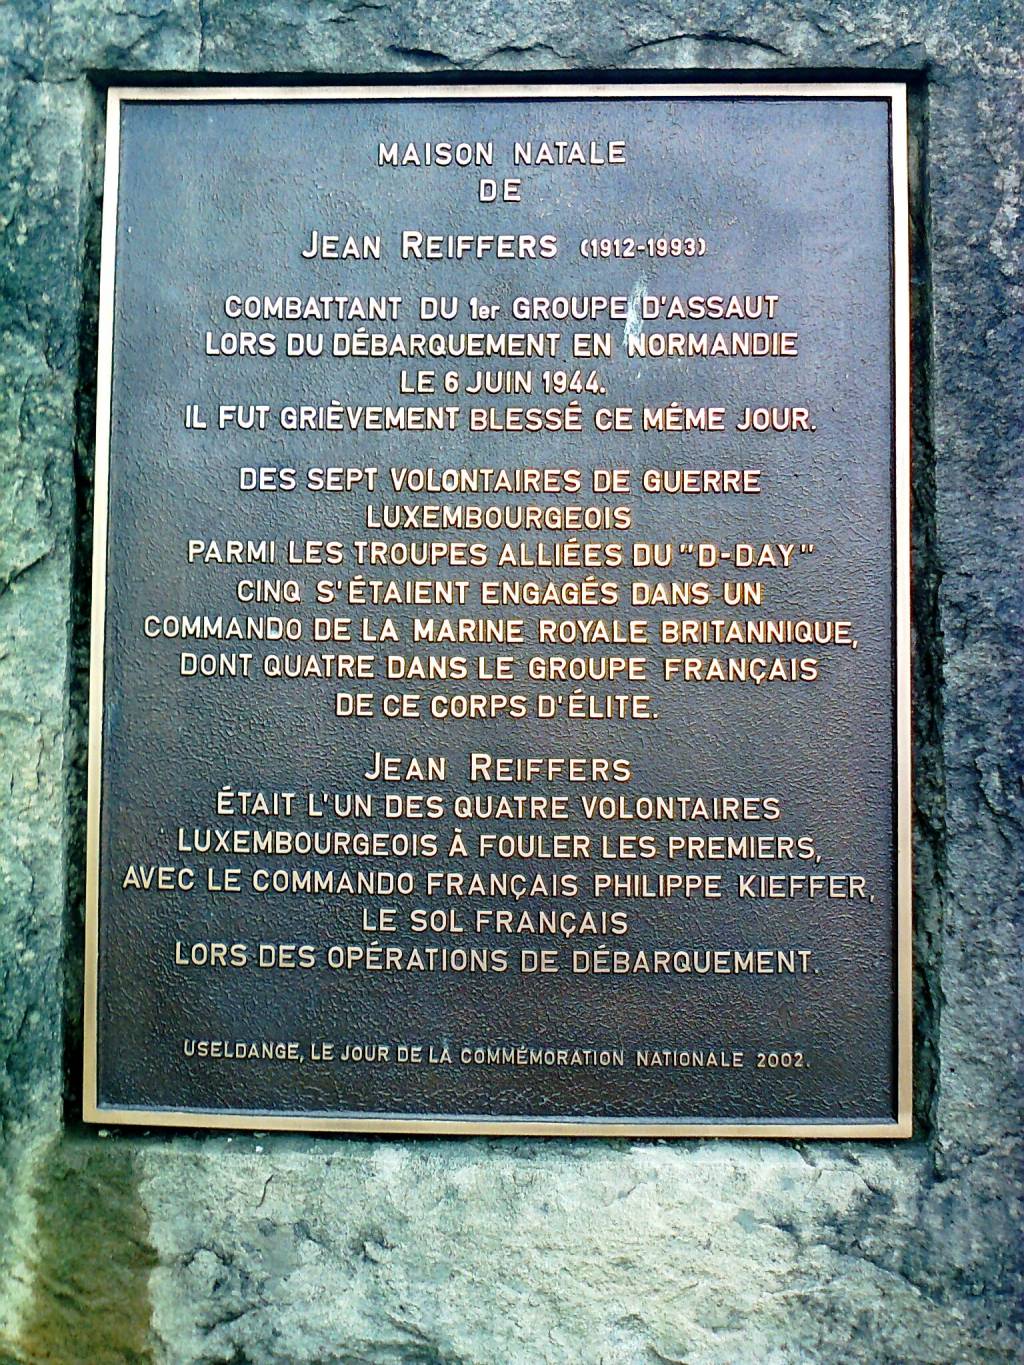 MAISON NATALE
DE
JEAN REIFFERS (1912-1993)
COMBATTANT DU 1er GROUPE D'ASSAUT
LORS DU DÉBARQUEMENT EN NORMANDIE
LE 6 JUIN 1944.
IL FUT GRIÈVEMENT BLESSÉ CE MÉME JOUR.
DES SEPT VOLONTAIRES DE GUERRE
LUXEMBOURGEOIS
PARMI LES TROUPES ALLIÉES DU "D-DAY"
CINQ S'ÉTAIENT ENGAGÉS DANS UN
COMMANDO DE LA MARINE ROYALE BRITANNIQUE,
DONT QUATRE DANS LE GROUPE FRANÇAIS
DE CE CORPS D'ÉLITE.
JEAN REIFFERS
ÉTAIT L'UN DES QUATRE VOLONTAIRES
LUXEMBOURGEOIS À FOULER LES PREMIERS,
AVEC LE COMMANDO FRANÇAIS PHILIPPE KIEFFER,
LE SOL FRANÇAIS
LORS DES OPÉRATIONS DE DÉBARQUEMENT.
USELDANGE, LE JOUR DE LA COMMÉMORATION NATIONALE 2002.